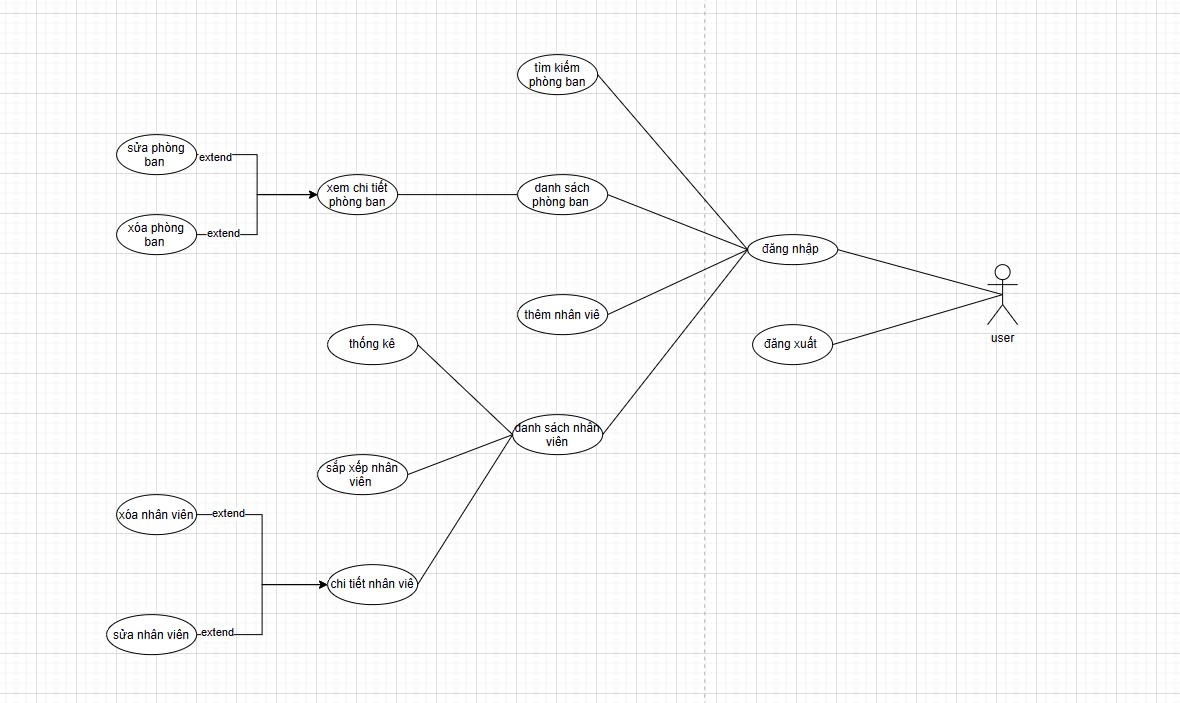 tìm kiếm
phòng ban
sửa phòng
ban
extend
xem chi tiết
phòng ban
danh sách
phòng ban
xóa phòng
ban
extend
đăng nhập
thêm nhân viê
user
thống kê
đăng xuất
danh sách nhân
viên
sắp xếp nhân
viên
xóa nhân viên
extend
chi tiết nhân viê
sửa nhân viên
extend